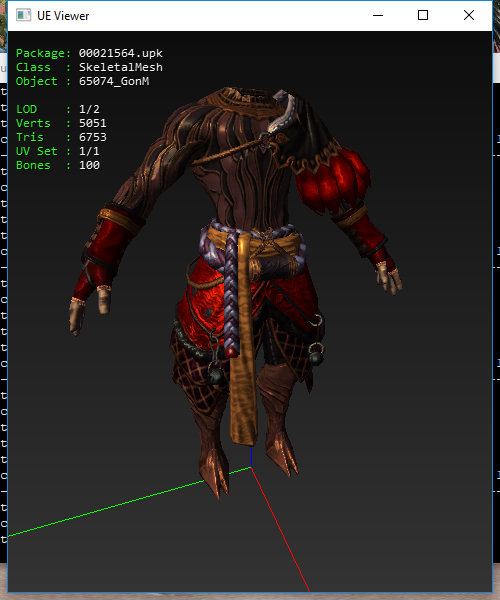 UE Viewer
Package: 00021564.upk
Class : SkeletalMesh
Object : 65074_GonM
LOD : 1/2
Verts : 5051
Tris : 6753
UV Set : 1/1
Bones : 100